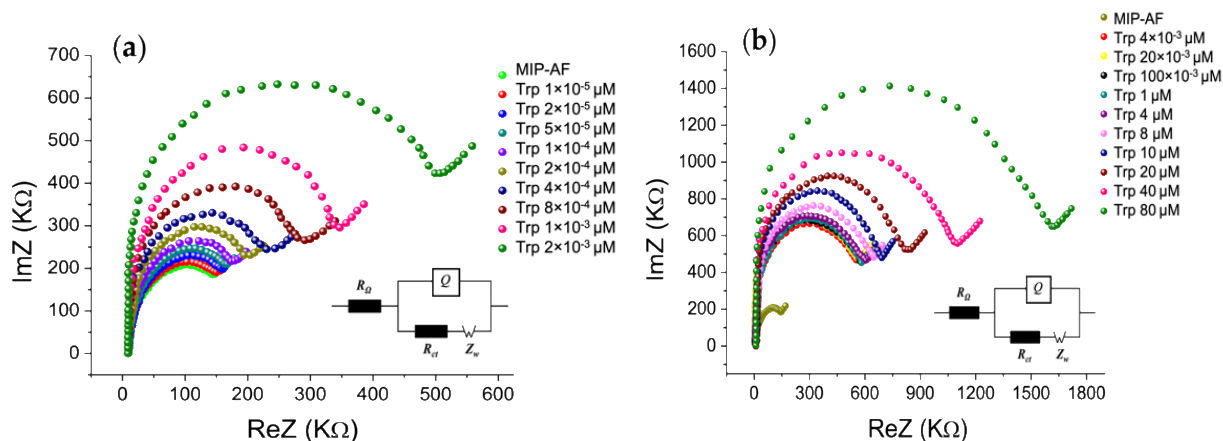 (a)
700
600
500
400
300
200
100
0
ImZ (KΩ)
0 100 200 300 400 500 600
ReZ (KΩ)
MIP-AF
Trp 1×10⁻⁵ μM
Trp 2×10⁻⁵ μM
Trp 5×10⁻⁵ μM
Trp 1×10⁻⁴ μM
Trp 2×10⁻⁴ μM
Trp 4×10⁻⁴ μM
Trp 8×10⁻⁴ μM
Trp 1×10⁻³ μM
Trp 2×10⁻³ μM
R_Ω
Q
R_ct
Z_w
(b)
1600
1400
1200
1000
800
600
400
200
0
ImZ (KΩ)
0 300 600 900 1200 1500 1800
ReZ (KΩ)
MIP-AF
Trp 4×10⁻³ μM
Trp 20×10⁻³ μM
Trp 100×10⁻³ μM
Trp 1 μM
Trp 4 μM
Trp 8 μM
Trp 10 μM
Trp 20 μM
Trp 40 μM
Trp 80 μM
R_Ω
Q
R_ct
Z_w